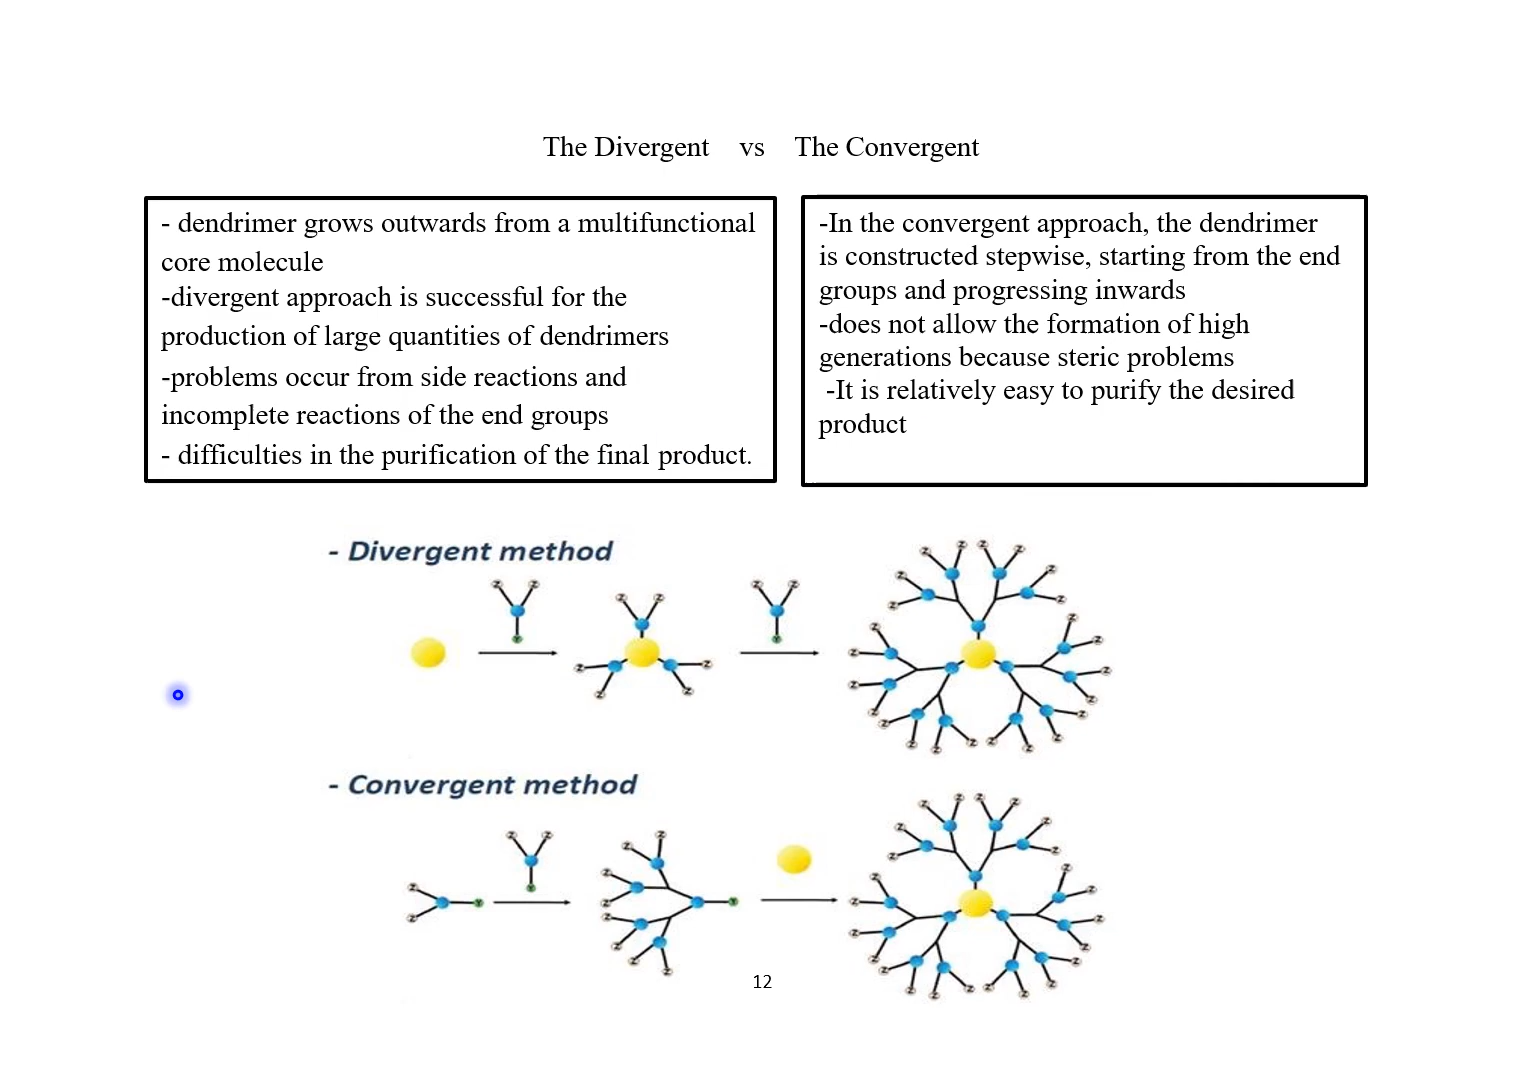 The Divergent vs The Convergent
- dendrimer grows outwards from a multifunctional
core molecule
-divergent approach is successful for the
production of large quantities of dendrimers
-problems occur from side reactions and
incomplete reactions of the end groups
- difficulties in the purification of the final product.
-In the convergent approach, the dendrimer
is constructed stepwise, starting from the end
groups and progressing inwards
-does not allow the formation of high
generations because steric problems
-It is relatively easy to purify the desired
product
- Divergent method
- Convergent method
12